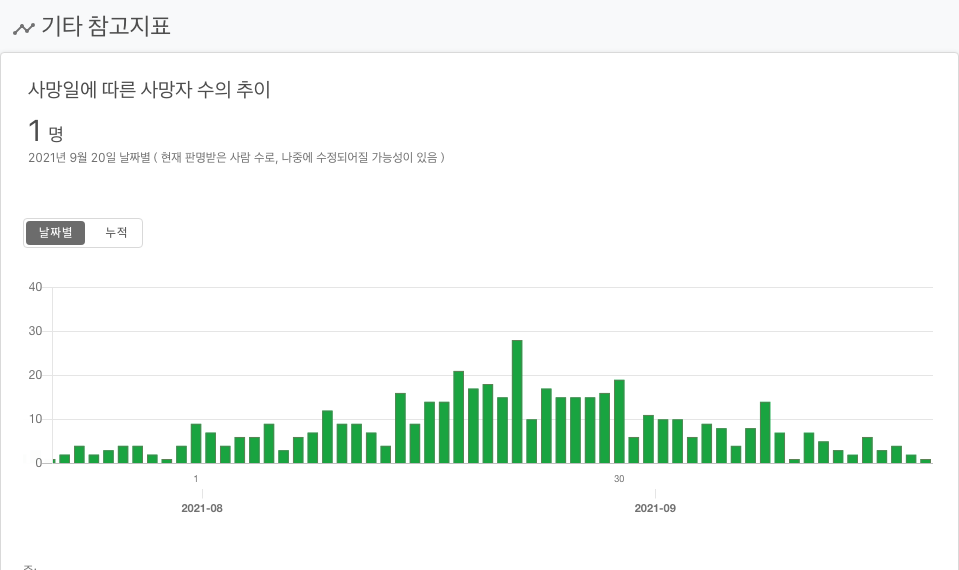 기타 참고지표
사망일에 따른 사망자 수의 추이
1 명
2021년 9월 20일 날짜별 ( 현재 판명받은 사람 수로, 나중에 수정되어질 가능성이 있음 )
날짜별 누적
40
30
20
10
0
1 30
2021-08 2021-09